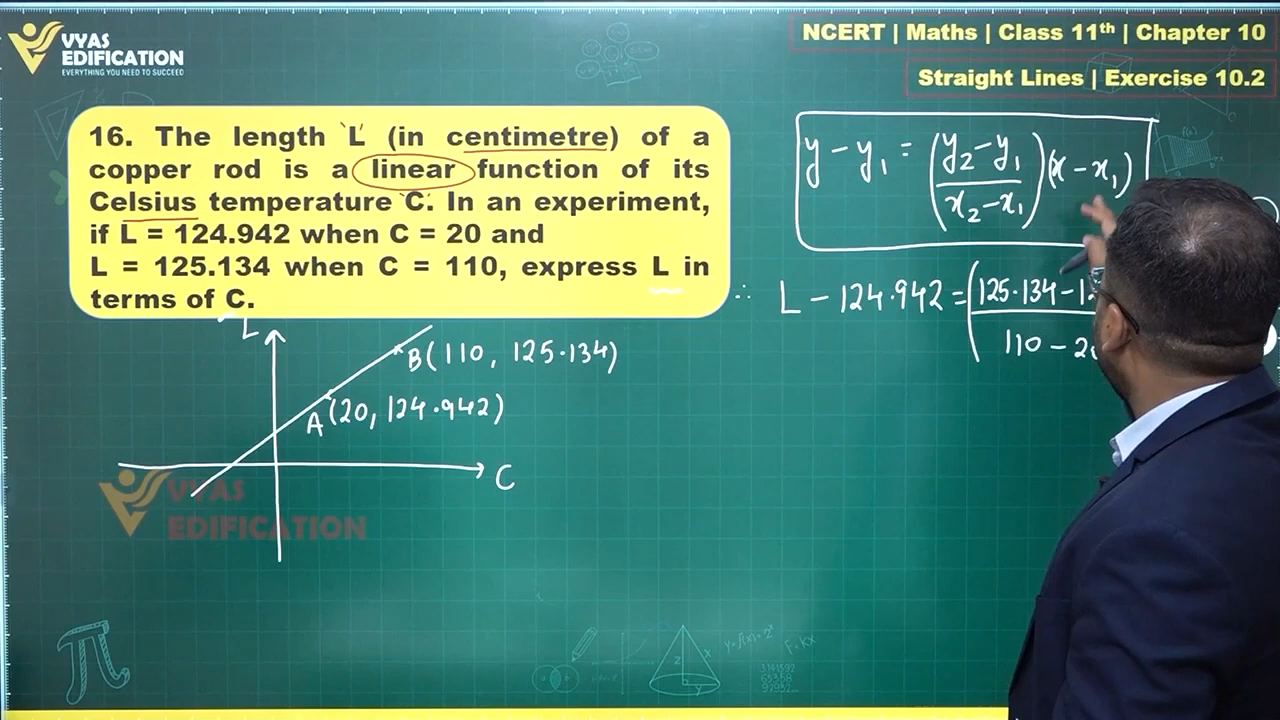 VYAS
EDIFICATION
EVERYTHING YOU NEED TO SUCCEED
NCERT | Maths | Class 11th | Chapter 10
Straight Lines | Exercise 10.2
16. The length `L´ (in centimetre) of a
copper rod is a linear function of its
Celsius temperature `C´. In an experiment,
if L = 124.942 when C = 20 and
L = 125.134 when C = 110, express L in
terms of C.
y - y₁ = (y₂ - y₁ / x₂ - x₁)(x - x₁)
∴ L - 124.942 = (125.134 - 1
110 - 2
L
B(110, 125.134)
A(20, 124.942)
C
VYAS
EDIFICATION